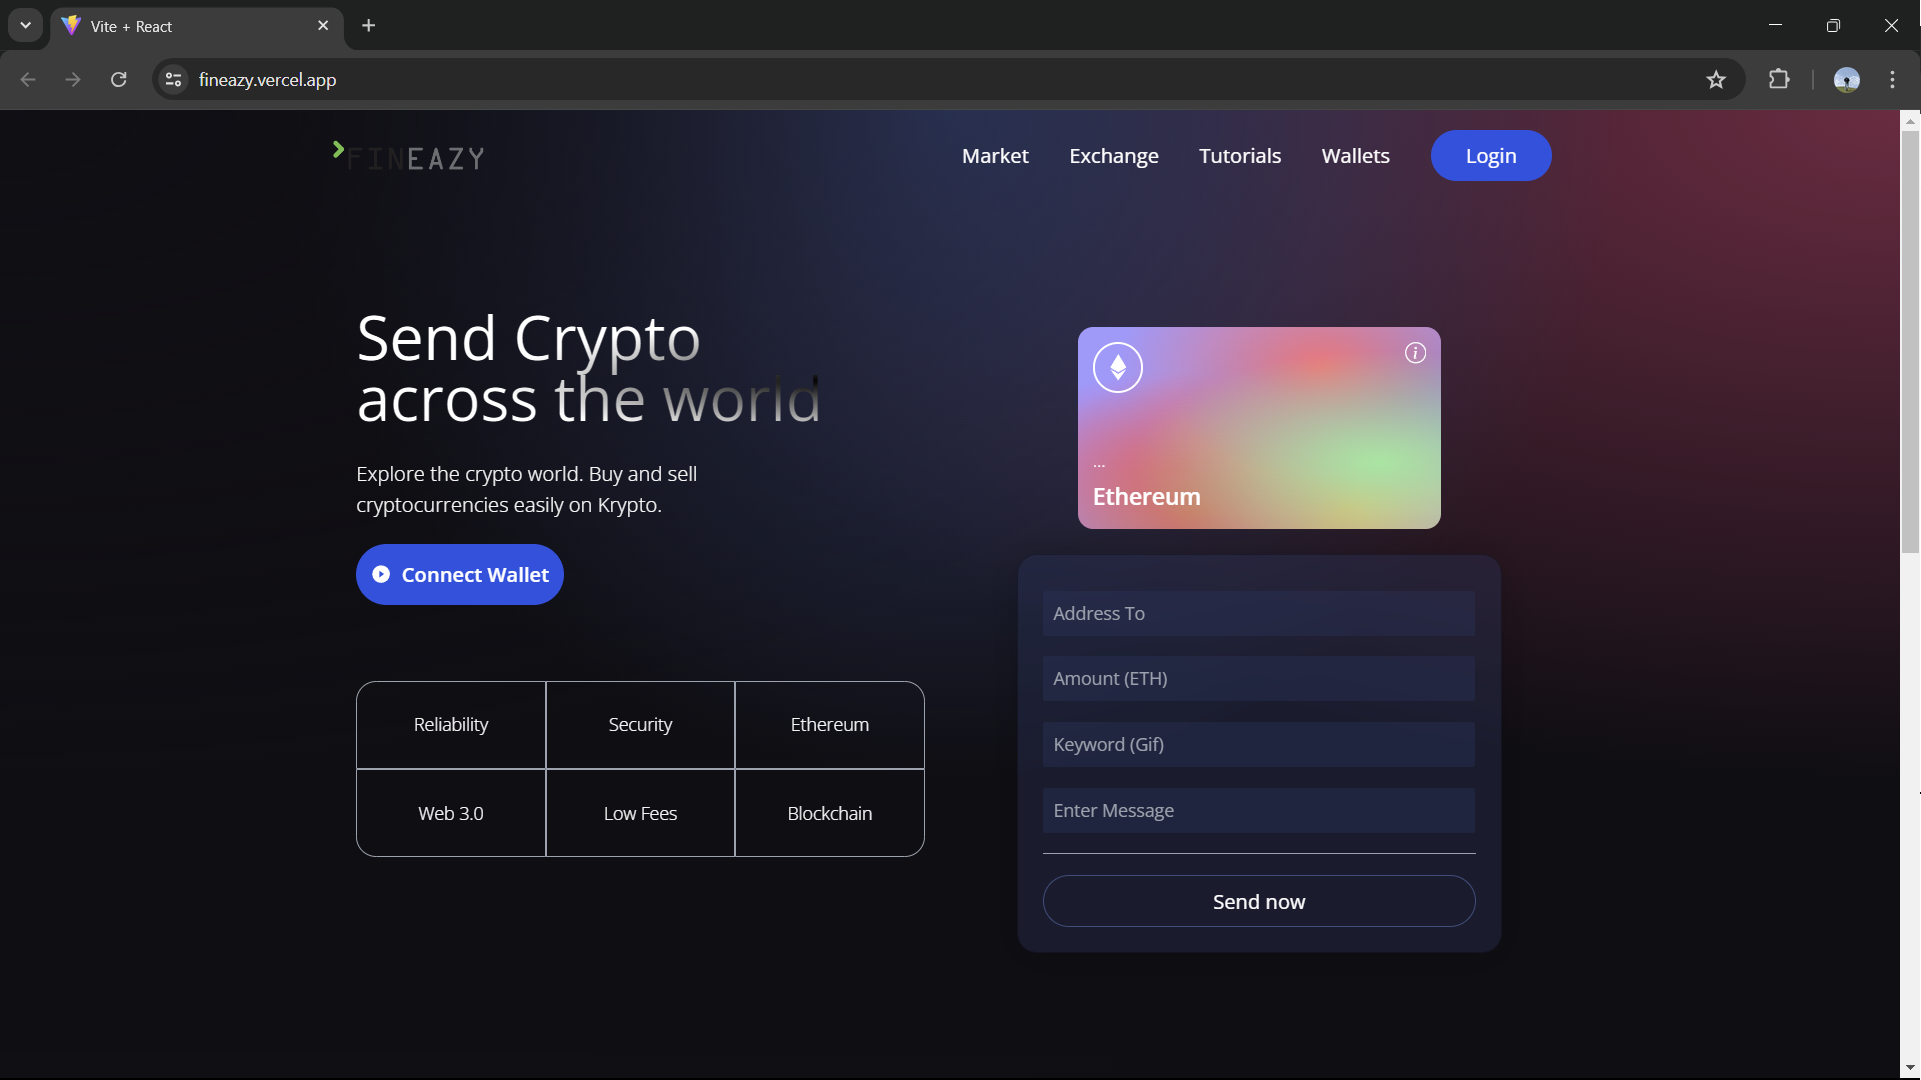 Vite + React
fineazy.vercel.app
FINEAZY
Market
Exchange
Tutorials
Wallets
Login
Send Crypto
across the world
Explore the crypto world. Buy and sell
cryptocurrencies easily on Krypto.
Connect Wallet
Reliability
Security
Ethereum
Web 3.0
Low Fees
Blockchain
...
Ethereum
Address To
Amount (ETH)
Keyword (Gif)
Enter Message
Send now